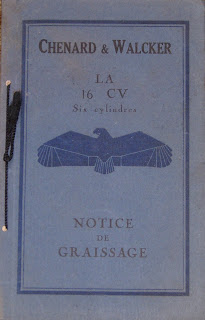 CHENARD & WALCKER
LA
16 CV
Six cylindres
NOTICE
DE
GRAISSAGE